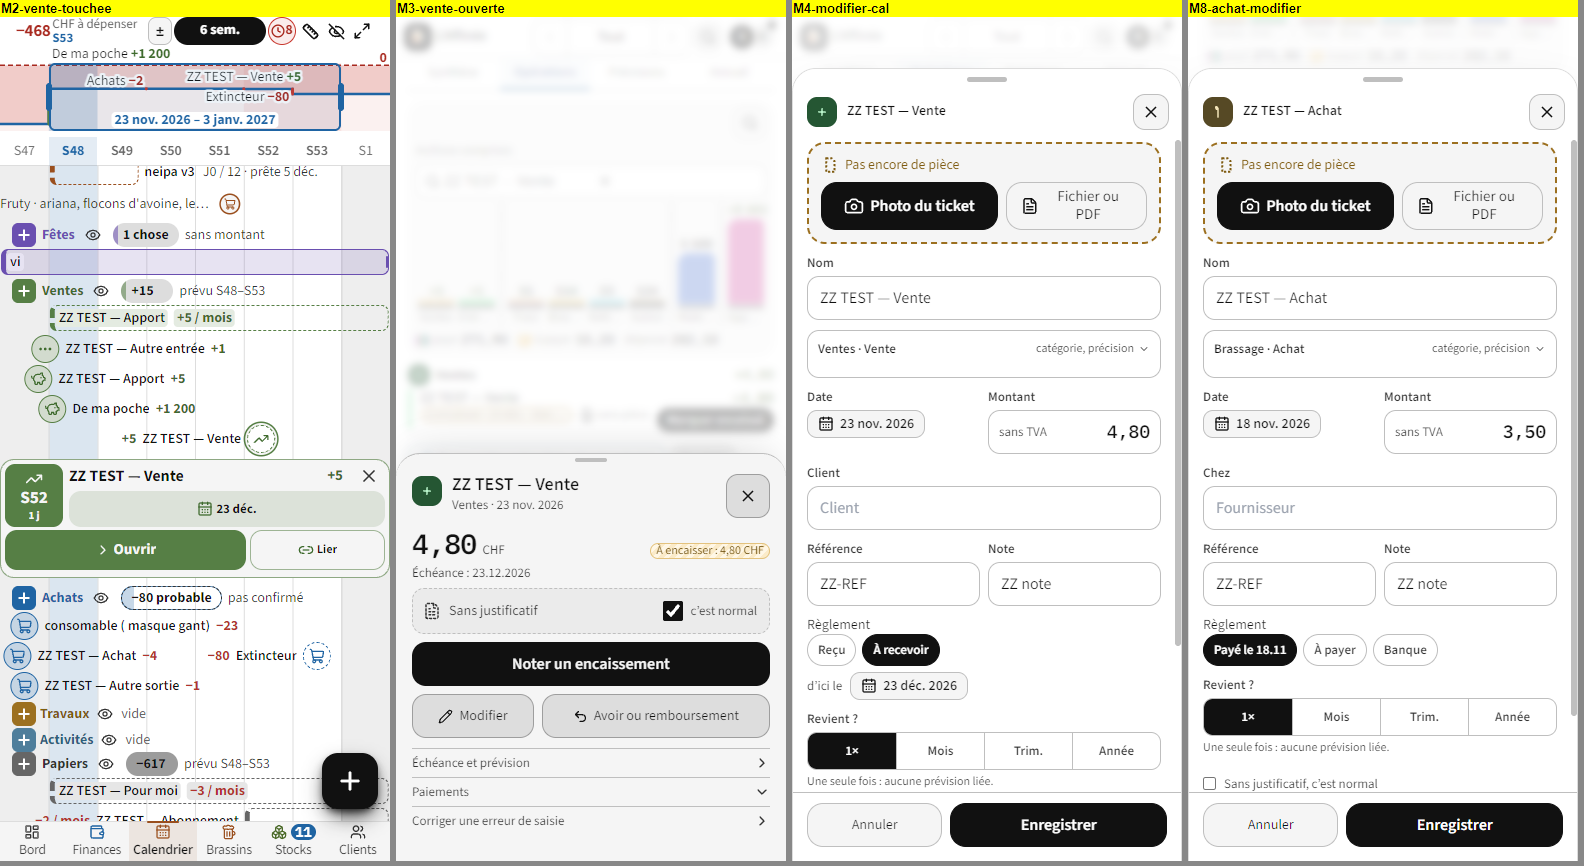 M2-vente-touchee
−468 CHF à dépenser
S53
± 6 sem. 8
De ma poche +1 200
0
Achats −2
ZZ TEST — Vente +5
Extincteur −80
23 nov. 2026 – 3 janv. 2027
S47 S48 S49 S50 S51 S52 S53 S1
neipa v3 J0 / 12 · prête 5 déc.
Fruty · ariana, flocons d'avoine, le…
Fêtes 1 chose sans montant
vi
Ventes +15 prévu S48–S53
ZZ TEST — Apport +5 / mois
ZZ TEST — Autre entrée +1
ZZ TEST — Apport +5
De ma poche +1 200
+5 ZZ TEST — Vente
S52
1 j
ZZ TEST — Vente +5
23 déc.
Ouvrir
Lier
Achats −80 probable pas confirmé
consomable ( masque gant) −23
ZZ TEST — Achat −4
−80 Extincteur
ZZ TEST — Autre sortie −1
Travaux vide
Activités vide
Papiers −617 prévu S48–S53
ZZ TEST — Pour moi −3 / mois
−2 / mois ZZ TEST — Abonnement
Bord Finances Calendrier Brassins Stocks 11 Clients
M3-vente-ouverte
ZZ TEST — Vente
Ventes · 23 nov. 2026
4,80 CHF
À encaisser : 4,80 CHF
Échéance : 23.12.2026
Sans justificatif
c’est normal
Noter un encaissement
Modifier
Avoir ou remboursement
Échéance et prévision
Paiements
Corriger une erreur de saisie
M4-modifier-cal
ZZ TEST — Vente
Pas encore de pièce
Photo du ticket
Fichier ou
PDF
Nom
ZZ TEST — Vente
Ventes · Vente catégorie, précision
Date Montant
23 nov. 2026 sans TVA 4,80
Client
Client
Référence Note
ZZ-REF ZZ note
Règlement
Reçu À recevoir
d’ici le 23 déc. 2026
Revient ?
1× Mois Trim. Année
Une seule fois : aucune prévision liée.
Annuler Enregistrer
M8-achat-modifier
ZZ TEST — Achat
Pas encore de pièce
Photo du ticket
Fichier ou
PDF
Nom
ZZ TEST — Achat
Brassage · Achat catégorie, précision
Date Montant
18 nov. 2026 sans TVA 3,50
Chez
Fournisseur
Référence Note
ZZ-REF ZZ note
Règlement
Payé le 18.11 À payer Banque
Revient ?
1× Mois Trim. Année
Une seule fois : aucune prévision liée.
Sans justificatif, c’est normal
Annuler Enregistrer